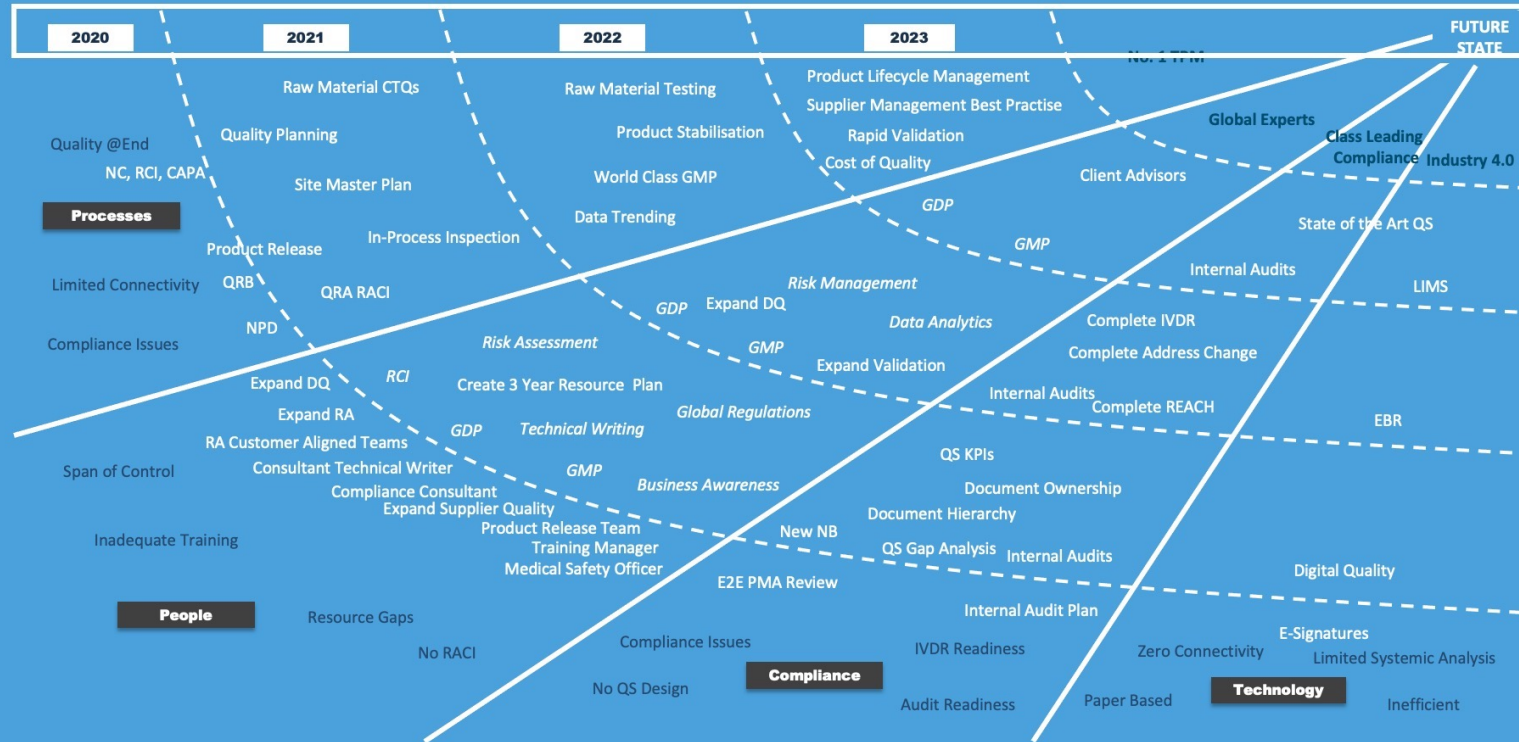 2020
2021
2022
2023
FUTURE
STATE
No. 1 TPM
Raw Material CTQs
Raw Material Testing
Product Lifecycle Management
Supplier Management Best Practise
Quality @End
Quality Planning
Product Stabilisation
Rapid Validation
Global Experts
Class Leading
Compliance
Industry 4.0
NC, RCI, CAPA
Site Master Plan
World Class GMP
Cost of Quality
Client Advisors
Processes
Data Trending
GDP
State of the Art QS
Product Release
In-Process Inspection
GMP
Limited Connectivity
QRB
QRA RACI
Risk Management
Internal Audits
LIMS
NPD
GDP
Expand DQ
Data Analytics
Complete IVDR
Compliance Issues
Risk Assessment
GMP
Complete Address Change
Expand DQ
RCI
Create 3 Year Resource Plan
Expand Validation
Internal Audits
Expand RA
Global Regulations
Complete REACH
EBR
RA Customer Aligned Teams
GDP
Technical Writing
Span of Control
Consultant Technical Writer
GMP
QS KPIs
Compliance Consultant
Business Awareness
Document Ownership
Expand Supplier Quality
Document Hierarchy
Product Release Team
New NB
Inadequate Training
Training Manager
QS Gap Analysis
Internal Audits
Medical Safety Officer
E2E PMA Review
Digital Quality
People
Resource Gaps
Internal Audit Plan
E-Signatures
No RACI
Compliance Issues
IVDR Readiness
Zero Connectivity
Limited Systemic Analysis
Compliance
No QS Design
Audit Readiness
Paper Based
Technology
Inefficient